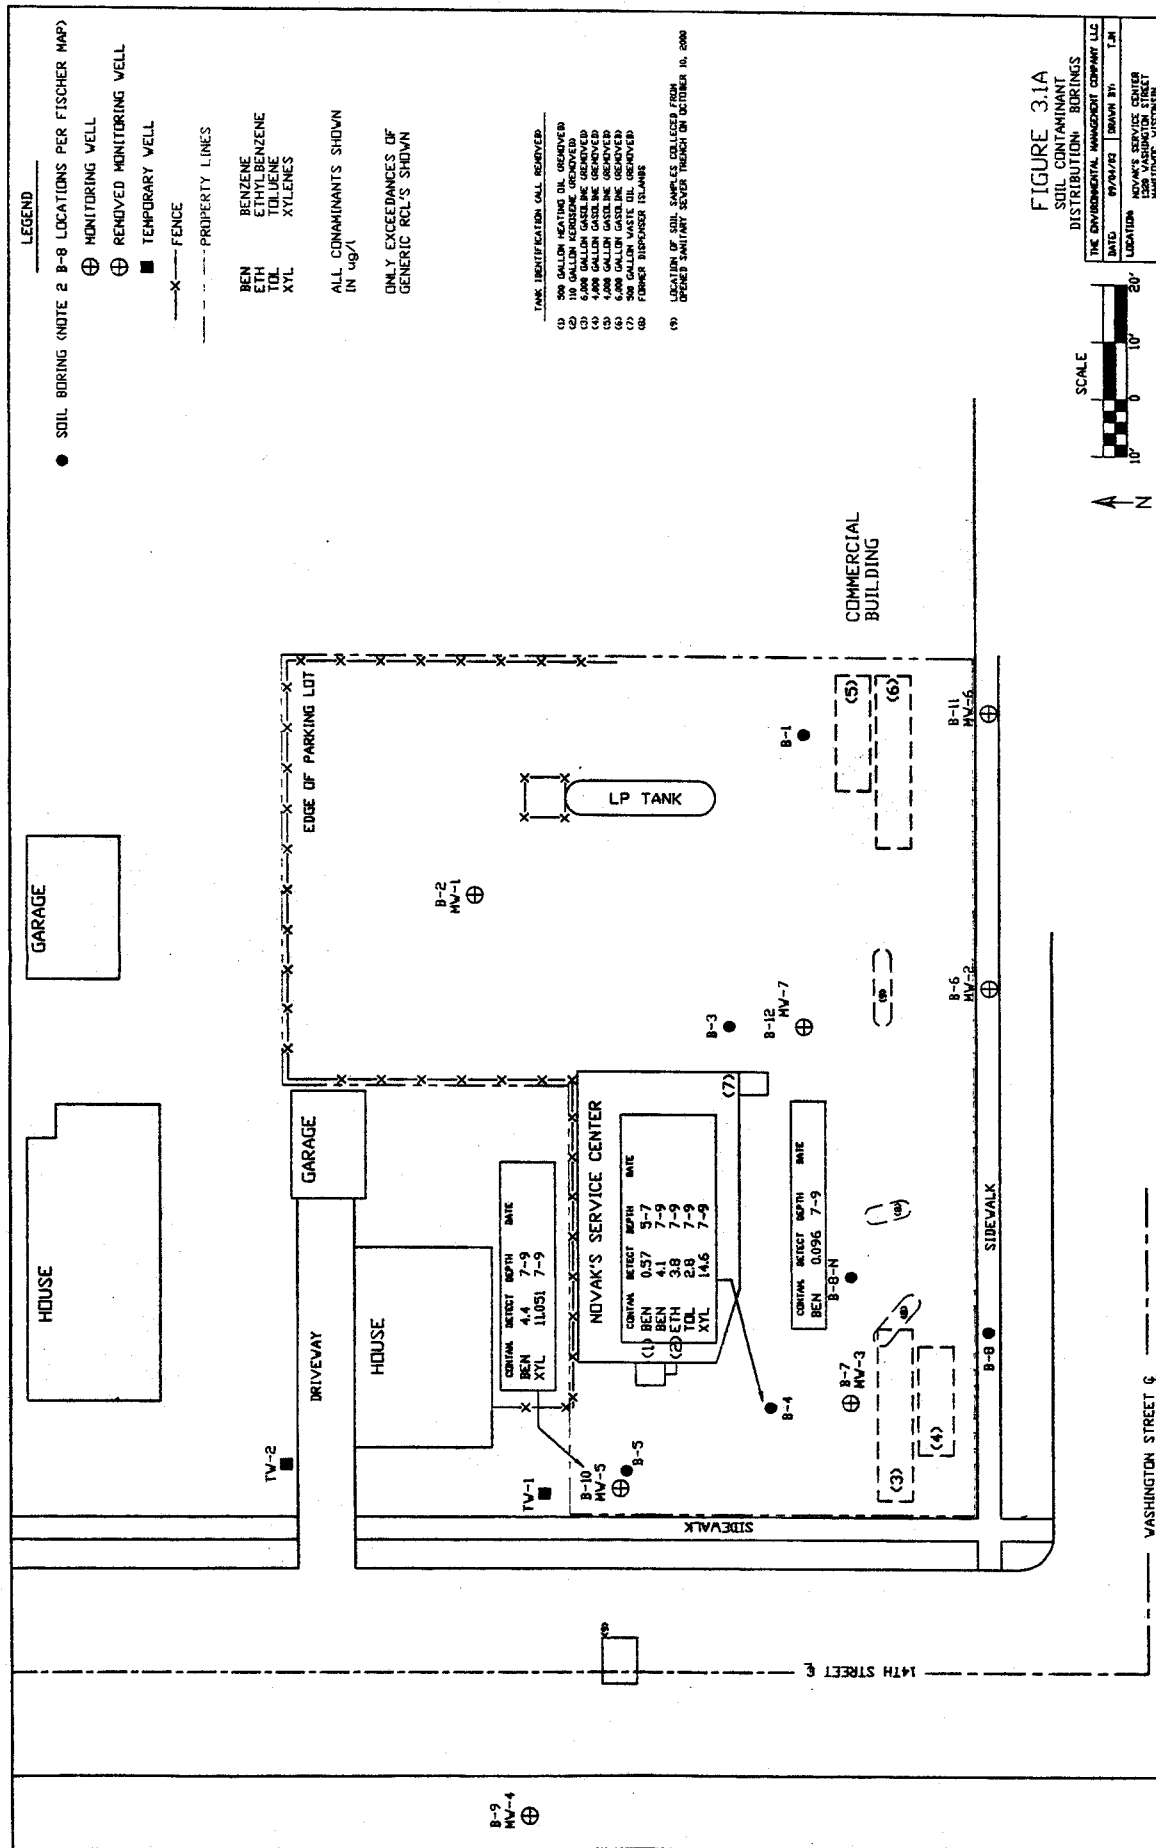 LEGEND
● SOIL BORING (NOTE 2 B-8 LOCATIONS PER FISCHER MAP)
MONITORING WELL
REMOVED MONITORING WELL
TEMPORARY WELL
FENCE
PROPERTY LINES
BEN BENZENE
ETH ETHYLBENZENE
TOL TOLUENE
XYL XYLENES
ALL CONAMINANTS SHOWN
IN ug/l
ONLY EXCEEDANCES OF
GENERIC RCL'S SHOWN
TANK IDENTIFICATION (ALL REMOVED)
(1) 500 GALLON HEATING OIL (REMOVED)
(2) 110 GALLON KEROSENE (REMOVED)
(3) 6,000 GALLON GASOLINE (REMOVED)
(4) 4,000 GALLON GASOLINE (REMOVED)
(5) 4,000 GALLON GASOLINE (REMOVED)
(6) 6,000 GALLON GASOLINE (REMOVED)
(7) 500 GALLON WASTE OIL (REMOVED)
(8) FORMER DISPENSER ISLANDS
(9) LOCATION OF SOIL SAMPLES COLLECED FROM
OPENED SANITARY SEWER TRENCH ON OCTOBER 10, 2000
GARAGE
HOUSE
EDGE OF PARKING LOT
GARAGE
DRIVEWAY
HOUSE
TW-2
TW-1
B-2
MW-1
LP TANK
B-1
COMMERCIAL
BUILDING
(5)
(6)
B-11
MW-6
B-6
MW-2
B-3
B-12
MW-7
(7)
NOVAK'S SERVICE CENTER
CONTAM. DETECT DEPTH DATE
BEN 4.4 7-9
XYL 11.051 7-9
CONTAM. DETECT DEPTH DATE
BEN 0.57 5-7
BEN 4.1 7-9
ETH 3.8 7-9
TOL 2.8 7-9
XYL 14.6 7-9
(1)
(2)
CONTAM. DETECT DEPTH DATE
BEN 0.096 7-9
B-8-N
(8)
B-7
MW-3
B-4
B-5
B-10
MW-5
(3)
(4)
B-8
SIDEWALK
SIDEWALK
(9)
14TH STREET ℄
WASHINGTON STREET ℄
B-9
MW-4
SCALE
10' 0 10' 20'
N
FIGURE 3.1A
SOIL CONTAMINANT
DISTRIBUTION: BORINGS
THE ENVIRONMENTAL MANAGEMENT COMPANY LLC
DATE: 09/04/02 DRAWN BY: TJM
LOCATION: NOVAK'S SERVICE CENTER
1328 WASHINGTON STREET
MANITOWOC, WISCONSIN